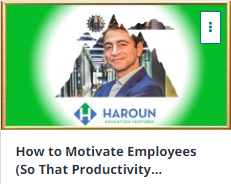 HAROUN
EDUCATION VENTURES
How to Motivate Employees
(So That Productivity...